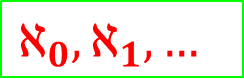 ℵ₀, ℵ₁, ...